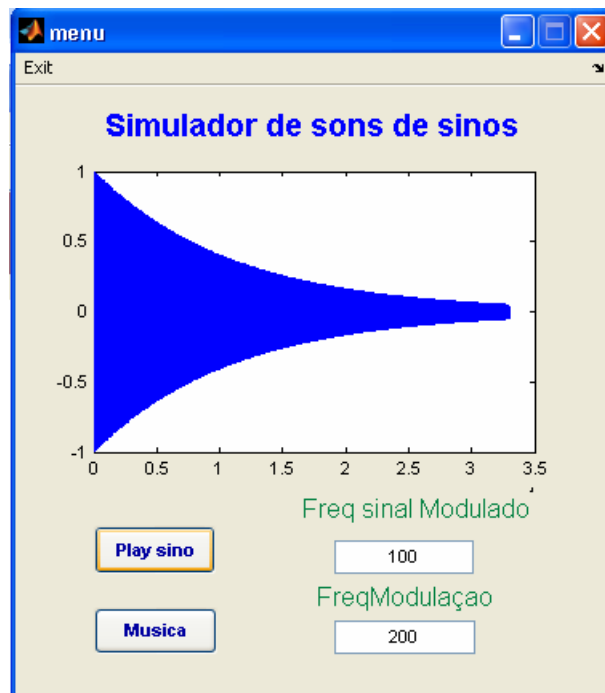 menu
Exit
Simulador de sons de sinos
1
0.5
0
-0.5
-1
0 0.5 1 1.5 2 2.5 3 3.5
Freq sinal Modulado
Play sino
100
FreqModulaçao
Musica
200